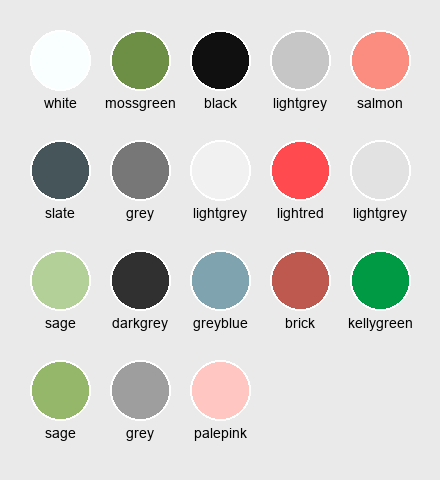 white mossgreen black lightgrey salmon
slate grey lightgrey lightred lightgrey
sage darkgrey greyblue brick kellygreen
sage grey palepink